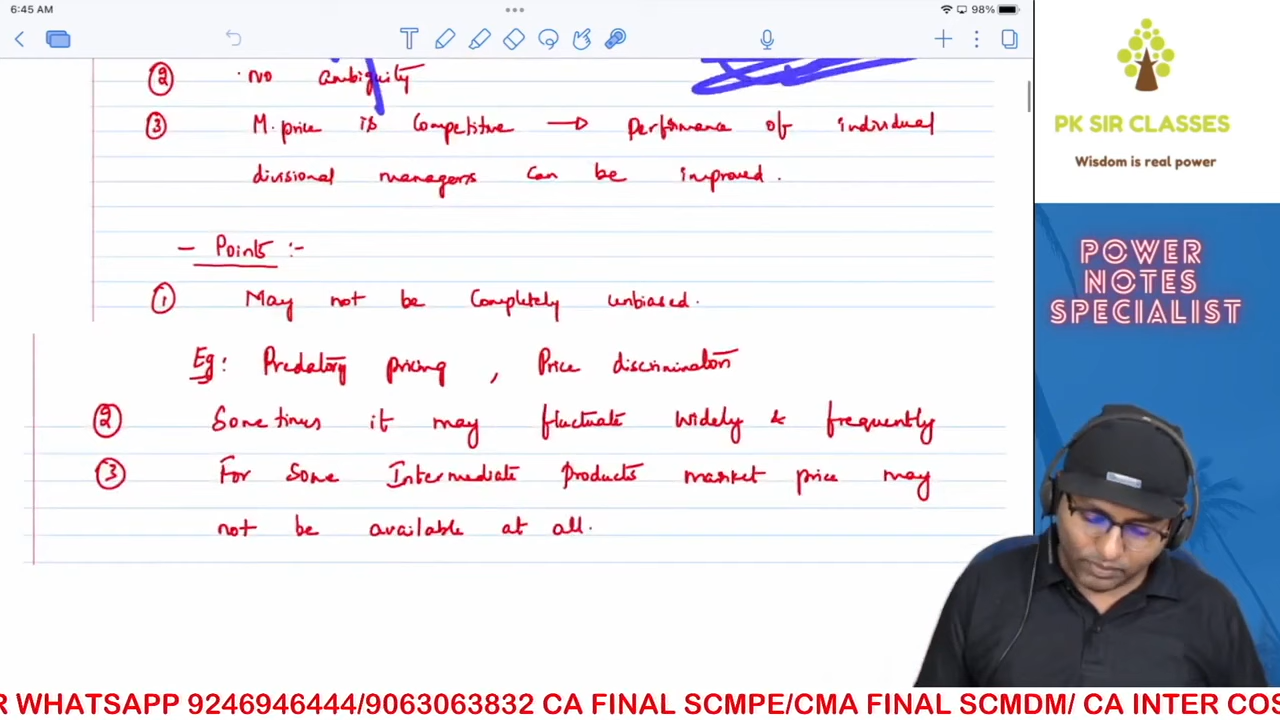 6:45 AM
98%
② no ambiguity
③ M. price is Competitive → Performance of individual
divisional managers can be improved.
– Points :-
① May not be Completely unbiased.
Eg: Predatory pricing , Price discrimination
② Sometimes it may fluctuate widely & frequently
③ For Some Intermediate Products market price may
not be available at all.
PK SIR CLASSES
Wisdom is real power
POWER
NOTES
SPECIALIST
R WHATSAPP 9246946444/9063063832 CA FINAL SCMPE/CMA FINAL SCMDM/ CA INTER COS